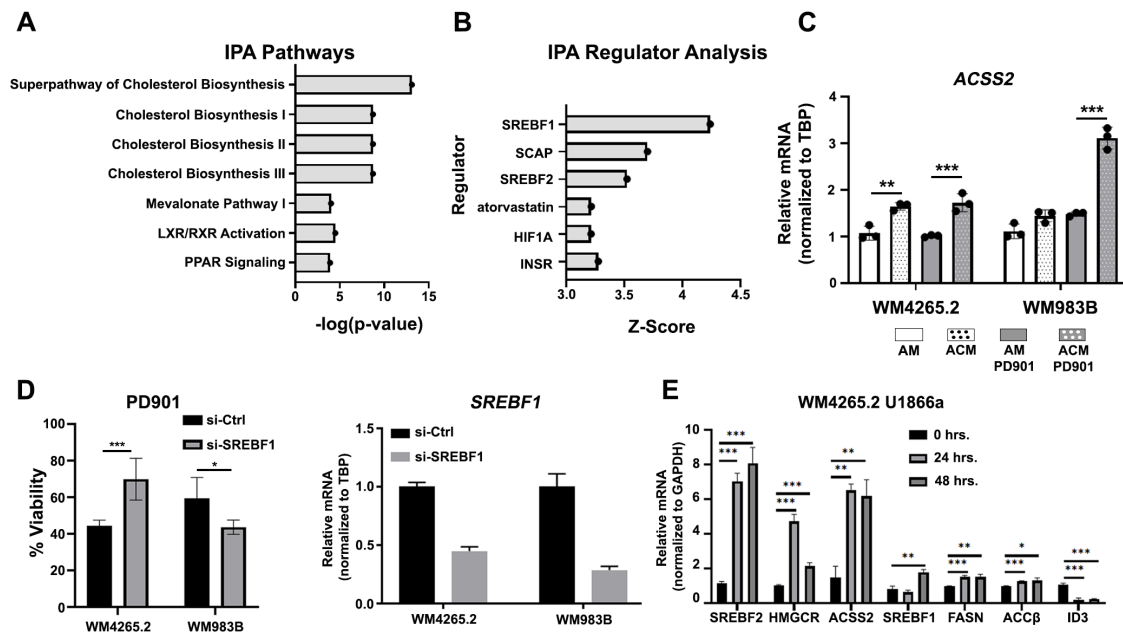 A
IPA Pathways
Superpathway of Cholesterol Biosynthesis
Cholesterol Biosynthesis I
Cholesterol Biosynthesis II
Cholesterol Biosynthesis III
Mevalonate Pathway I
LXR/RXR Activation
PPAR Signaling
0 5 10 15
-log(p-value)
B
IPA Regulator Analysis
Regulator
SREBF1
SCAP
SREBF2
atorvastatin
HIF1A
INSR
3.0 3.5 4 4.5
Z-Score
C
ACSS2
Relative mRNA
(normalized to TBP)
4
3
2
1
0
** *** ***
WM4265.2 WM983B
AM ACM AM PD901 ACM PD901
D
PD901
si-Ctrl
si-SREBF1
% Viability
100
80
60
40
20
0
*** *
WM4265.2 WM983B
SREBF1
si-Ctrl
si-SREBF1
Relative mRNA
(normalized to TBP)
1.5
1.0
0.5
0.0
WM4265.2 WM983B
E
WM4265.2 U1866a
0 hrs.
24 hrs.
48 hrs.
Relative mRNA
(normalized to GAPDH)
10
8
6
4
2
0
*** *** *** *** ** ** ** *** ** *** * *** ***
SREBF2 HMGCR ACSS2 SREBF1 FASN ACCβ ID3